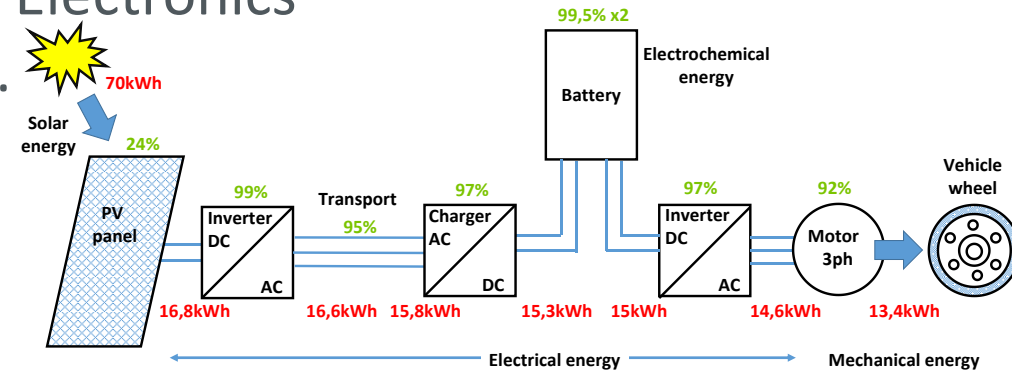 Electronics
.
99,5% x2
Electrochemical
energy
70kWh
Battery
Solar
energy
24%
Vehicle
wheel
99%
Transport
97%
97%
92%
95%
PV
panel
Inverter
DC
AC
Charger
AC
DC
Inverter
DC
AC
Motor
3ph
16,8kWh
16,6kWh
15,8kWh
15,3kWh
15kWh
14,6kWh
13,4kWh
Electrical energy
Mechanical energy